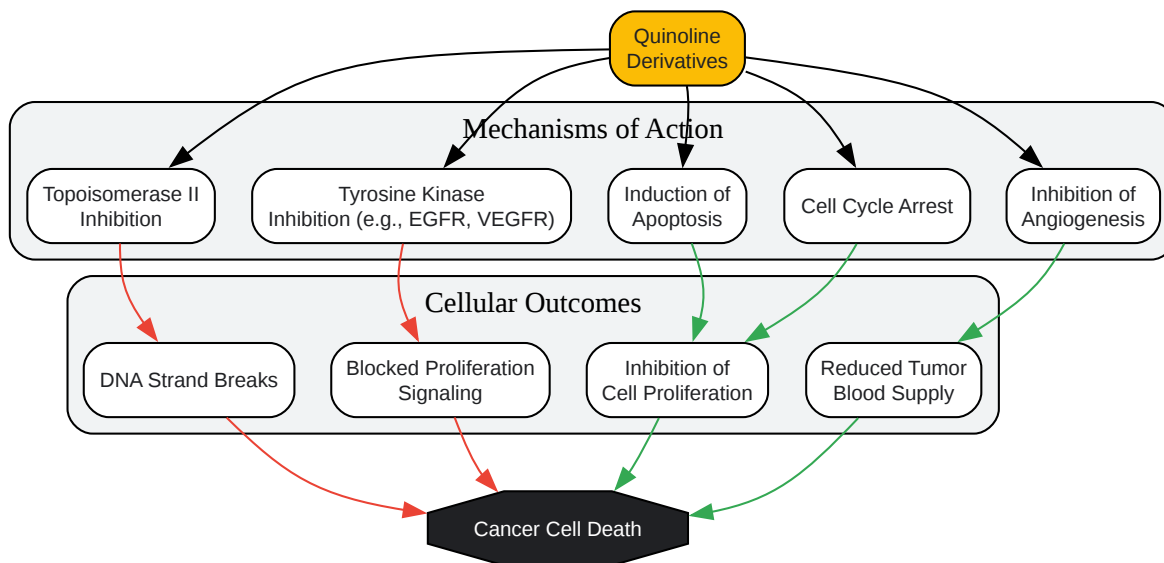 Quinoline
Derivatives
Mechanisms of Action
Topoisomerase II
Inhibition
Tyrosine Kinase
Inhibition (e.g., EGFR, VEGFR)
Induction of
Apoptosis
Cell Cycle Arrest
Inhibition of
Angiogenesis
Cellular Outcomes
DNA Strand Breaks
Blocked Proliferation
Signaling
Inhibition of
Cell Proliferation
Reduced Tumor
Blood Supply
Cancer Cell Death